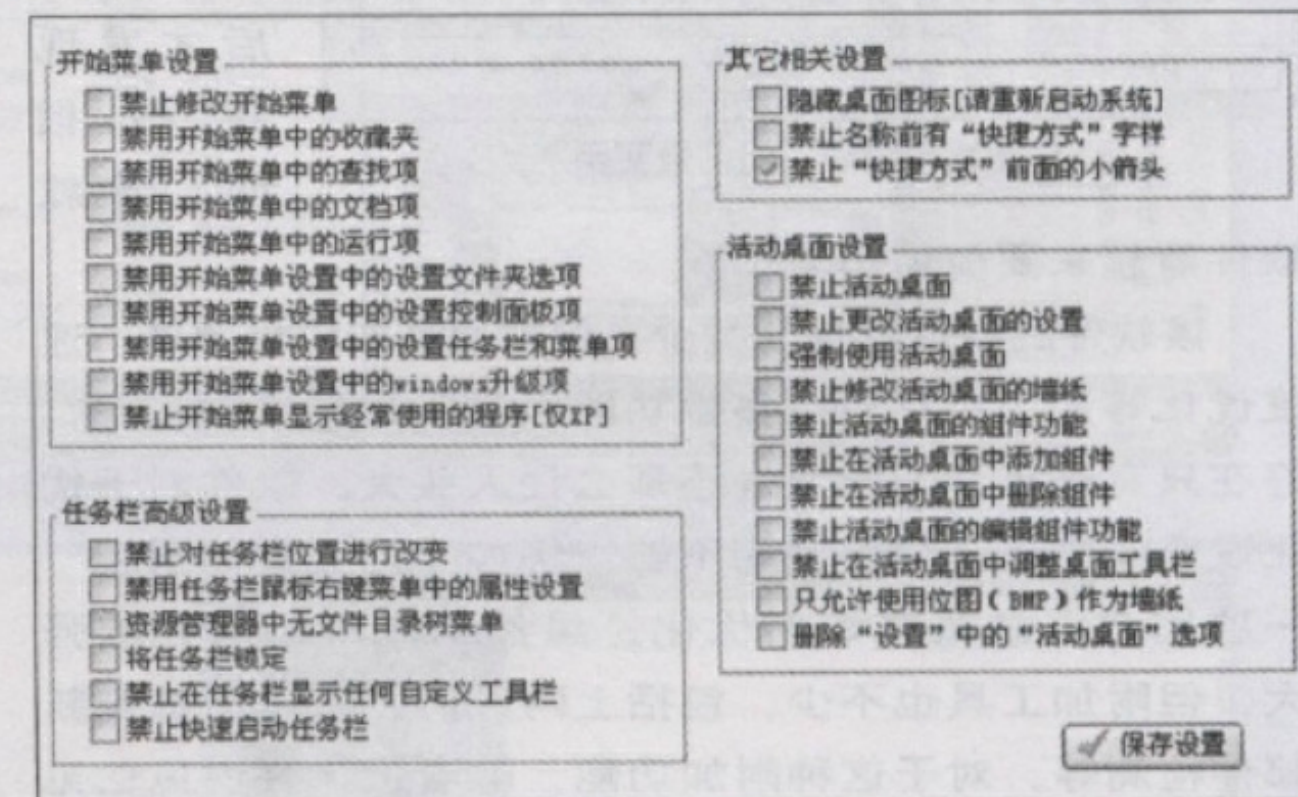 开始菜单设置
禁止修改开始菜单
禁用开始菜单中的收藏夹
禁用开始菜单中的查找项
禁用开始菜单中的文档项
禁用开始菜单中的运行项
禁用开始菜单设置中的设置文件夹选项
禁用开始菜单设置中的设置控制面板项
禁用开始菜单设置中的设置任务栏和菜单项
禁用开始菜单设置中的windows升级项
禁止开始菜单显示经常使用的程序[仅XP]
任务栏高级设置
禁止对任务栏位置进行改变
禁用任务栏鼠标右键菜单中的属性设置
资源管理器中无文件目录树菜单
将任务栏锁定
禁止在任务栏显示任何自定义工具栏
禁止快速启动任务栏
其它相关设置
隐藏桌面图标[请重新启动系统]
禁止名称前有“快捷方式”字样
禁止“快捷方式”前面的小箭头
活动桌面设置
禁止活动桌面
禁止更改活动桌面的设置
强制使用活动桌面
禁止修改活动桌面的墙纸
禁止活动桌面的组件功能
禁止在活动桌面中添加组件
禁止在活动桌面中删除组件
禁止活动桌面的编辑组件功能
禁止在活动桌面中调整桌面工具栏
只允许使用位图(BMP)作为墙纸
删除“设置”中的“活动桌面”选项
保存设置